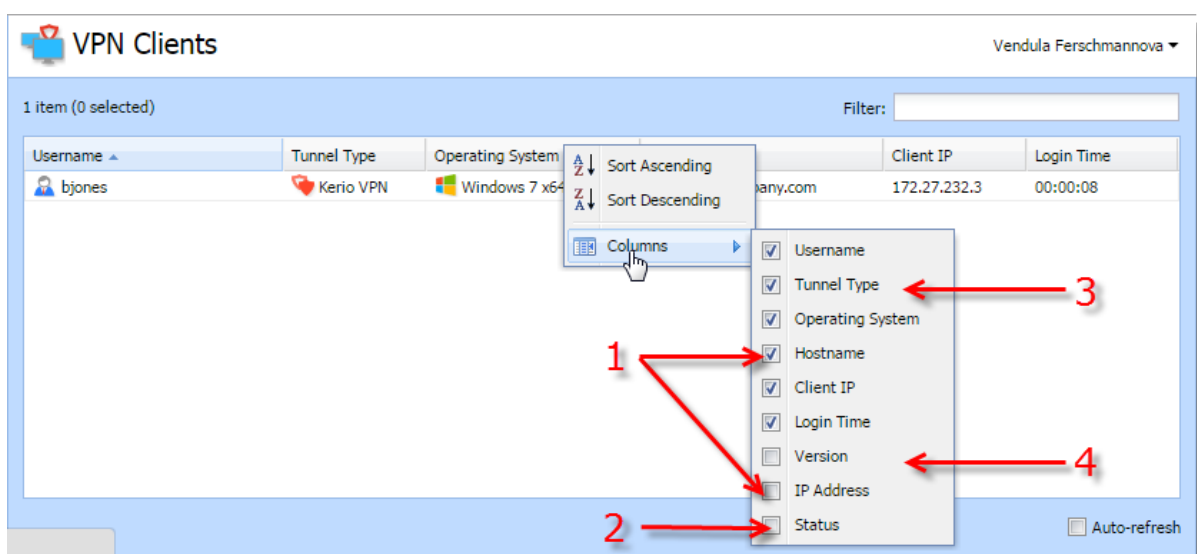 VPN Clients
Vendula Ferschmannova
1 item (0 selected)
Filter:
Username Tunnel Type Operating System Client IP Login Time
bjones Kerio VPN Windows 7 x64 pany.com 172.27.232.3 00:00:08
Sort Ascending
Sort Descending
Columns
Username
Tunnel Type
3
Operating System
1
Hostname
Client IP
Login Time
Version
4
IP Address
2
Status
Auto-refresh